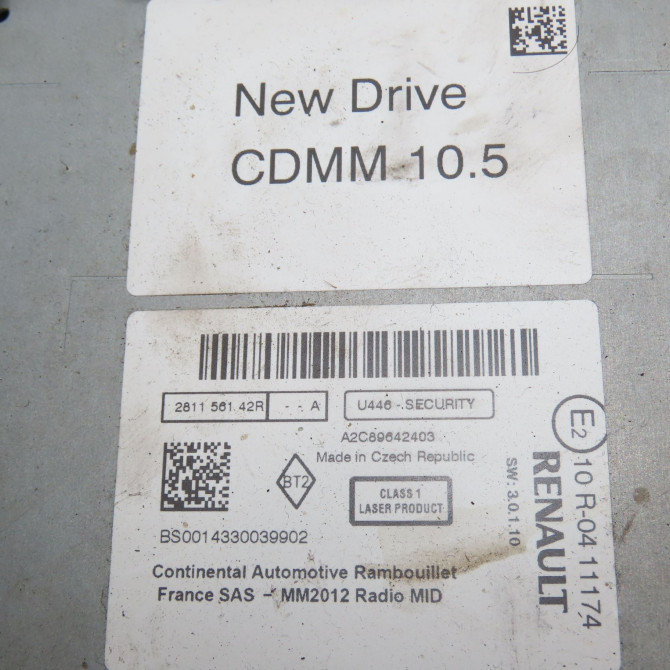 New Drive
CDMM 10.5
2811 561 42R - - A
U446 - SECURITY
A2C89642403
Made in Czech Republic
BT2
CLASS 1
LASER PRODUCT
BS0014330039902
Continental Automotive Rambouillet
France SAS - MM2012 Radio MID
SW: 3.0.1.10
RENAULT
E2 10 R-04 11174